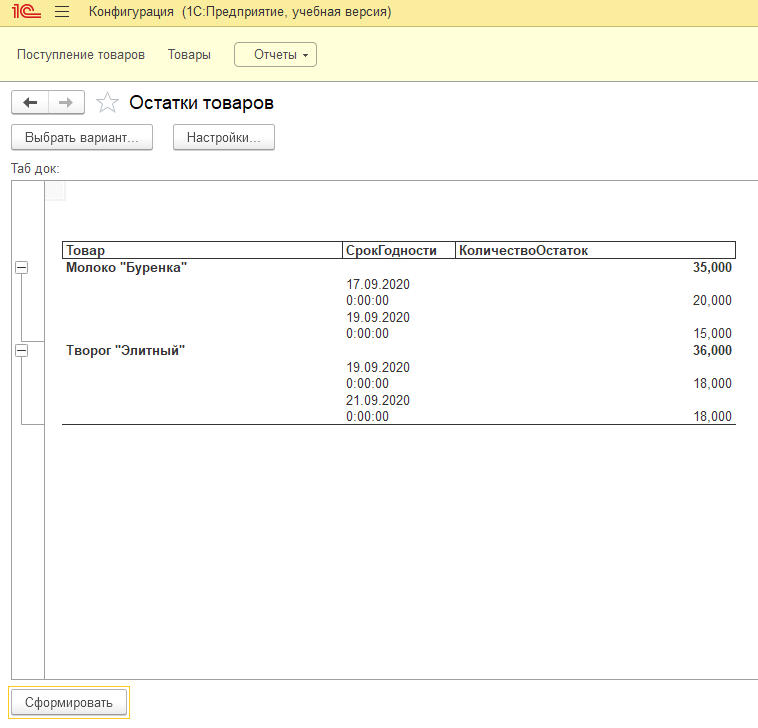 1С Конфигурация (1С:Предприятие, учебная версия)
Поступление товаров Товары Отчеты
Остатки товаров
Выбрать вариант... Настройки...
Таб док:
Товар СрокГодности КоличествоОстаток
Молоко "Буренка" 35,000
17.09.2020
0:00:00 20,000
19.09.2020
0:00:00 15,000
Творог "Элитный" 36,000
19.09.2020
0:00:00 18,000
21.09.2020
0:00:00 18,000
Сформировать